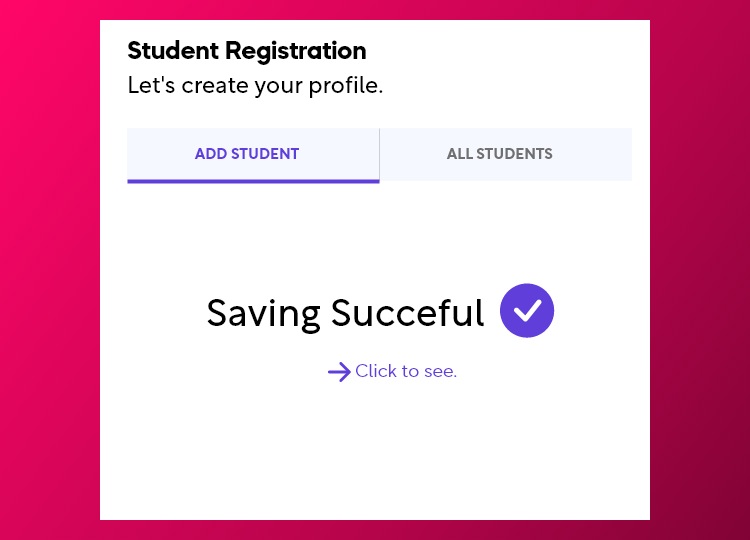 Student Registration
Let's create your profile.
ADD STUDENT
ALL STUDENTS
Saving Succeful
Click to see.